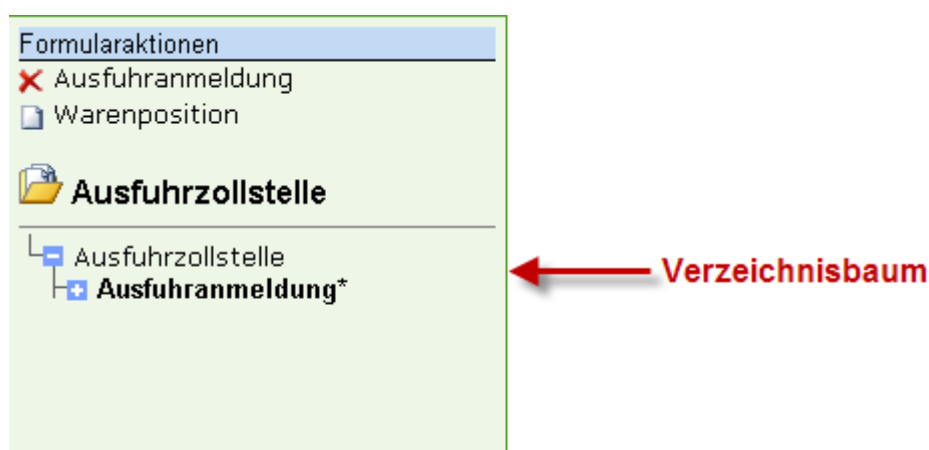 Formularaktionen
Ausfuhranmeldung
Warenposition
Ausfuhrzollstelle
Ausfuhrzollstelle
Verzeichnisbaum
Ausfuhranmeldung*